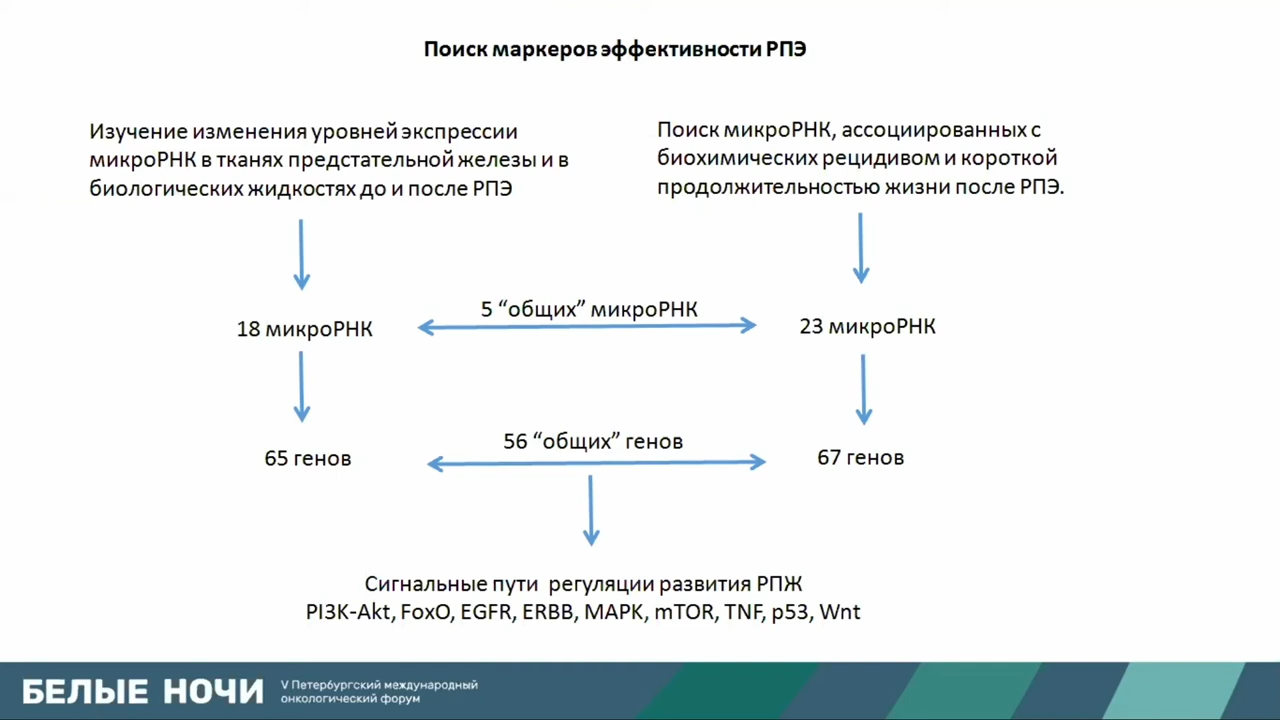 Поиск маркеров эффективности РПЭ
Изучение изменения уровней экспрессии
микроРНК в тканях предстательной железы и в
биологических жидкостях до и после РПЭ
Поиск микроРНК, ассоциированных с
биохимических рецидивом и короткой
продолжительностью жизни после РПЭ.
5 “общих” микроРНК
18 микроРНК
23 микроРНК
56 “общих” генов
65 генов
67 генов
Сигнальные пути регуляции развития РПЖ
PI3K-Akt, FoxO, EGFR, ERBB, MAPK, mTOR, TNF, p53, Wnt
БЕЛЫЕ НОЧИ
V Петербургский международный
онкологический форум